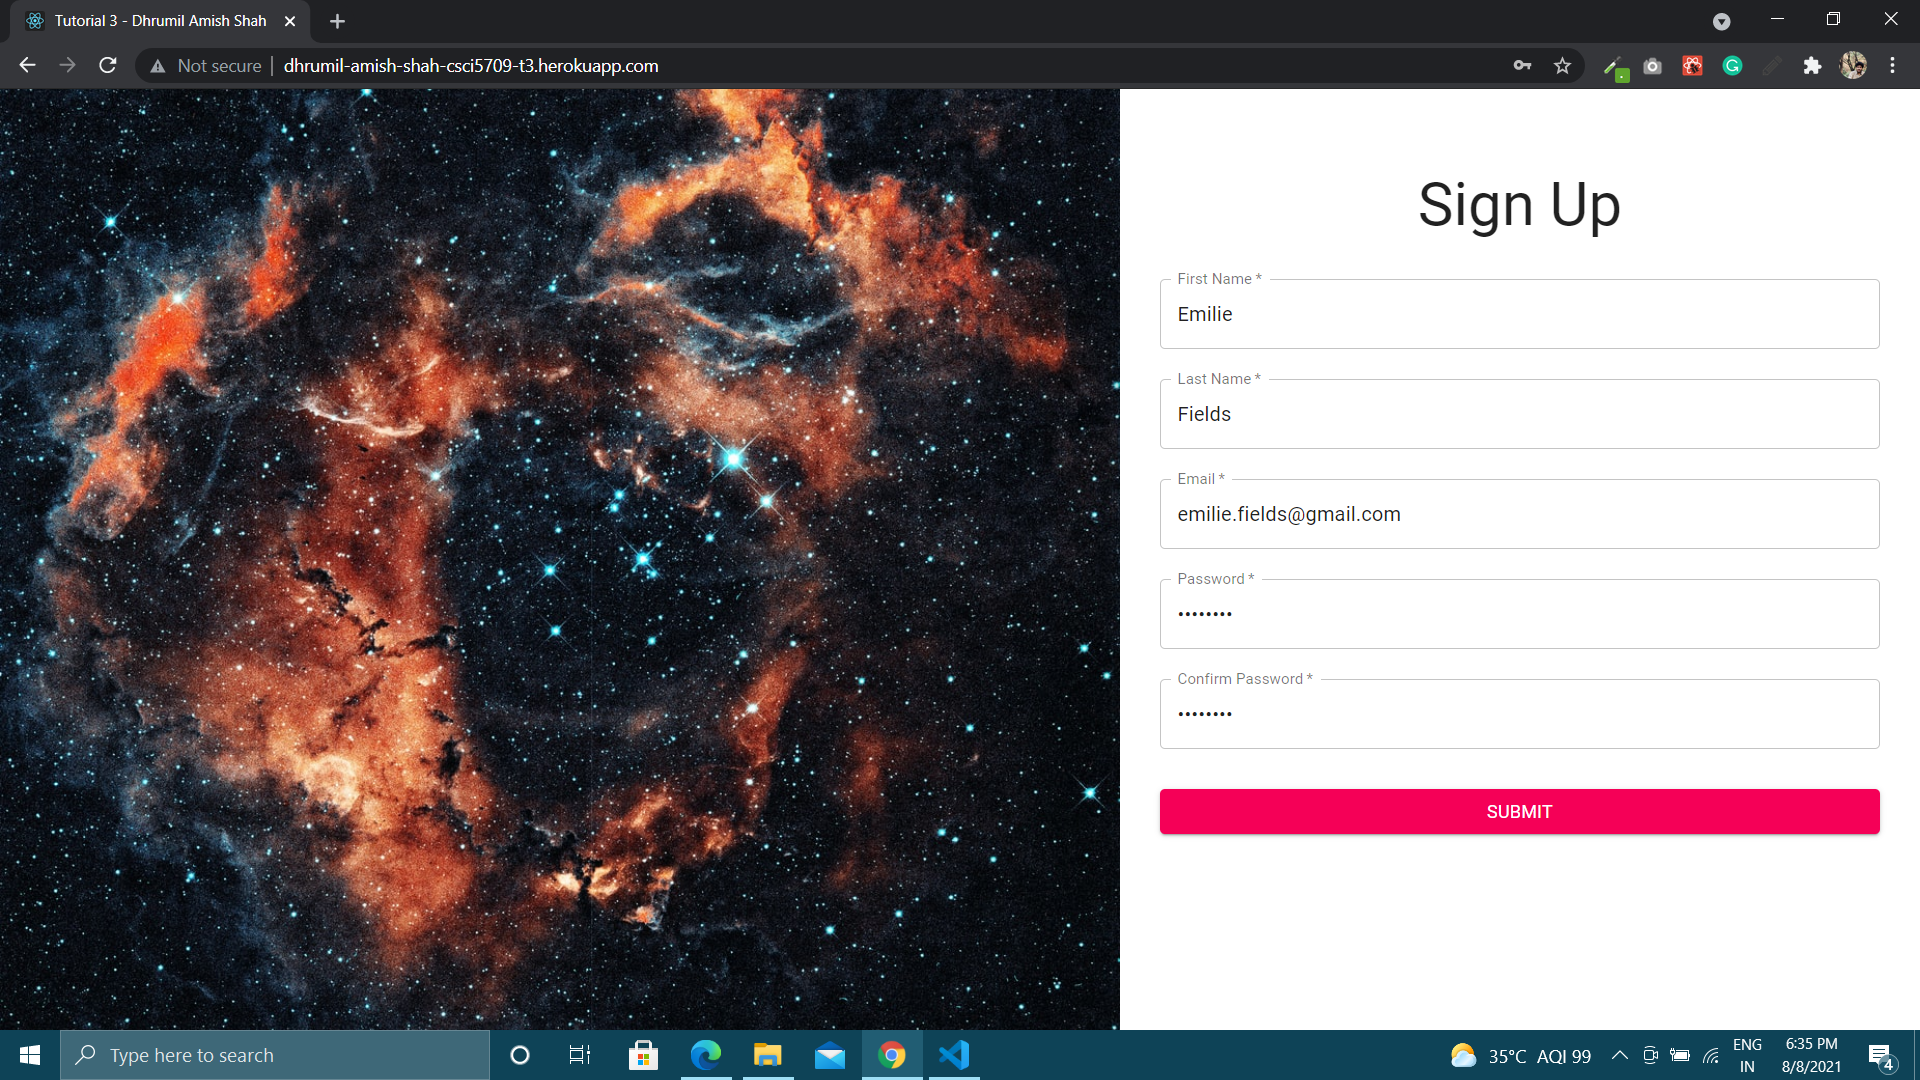 Tutorial 3 - Dhrumil Amish Shah
Not secure
dhrumil-amish-shah-csci5709-t3.herokuapp.com
Sign Up
First Name *
Emilie
Last Name *
Fields
Email *
emilie.fields@gmail.com
Password *
••••••••
Confirm Password *
••••••••
SUBMIT
Type here to search
35°C AQI 99
ENG
IN
6:35 PM
8/8/2021
4